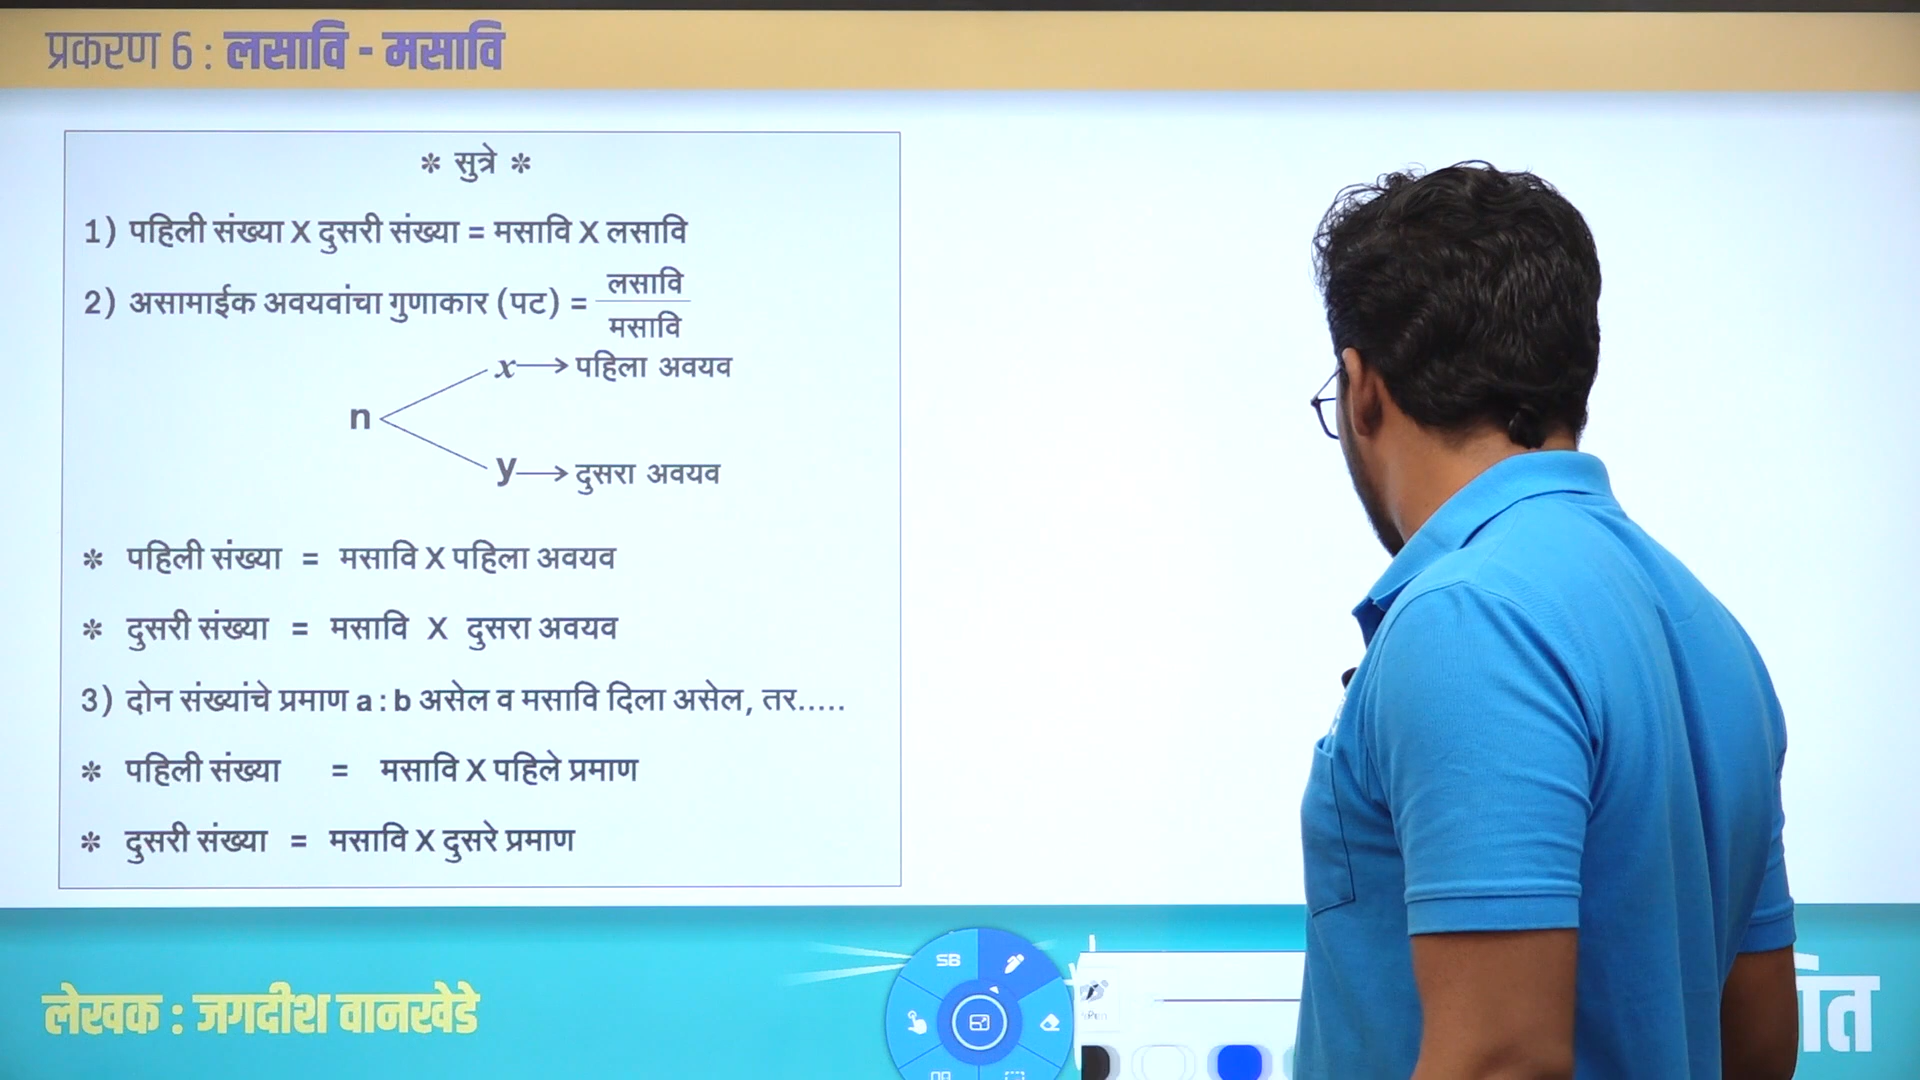 प्रकरण 6 : लसावि - मसावि
* सुत्रे *
1) पहिली संख्या X दुसरी संख्या = मसावि X लसावि
2) असामाईक अवयवांचा गुणाकार (पट) = लसावि
मसावि
x → पहिला अवयव
n
y → दुसरा अवयव
* पहिली संख्या = मसावि X पहिला अवयव
* दुसरी संख्या = मसावि X दुसरा अवयव
3) दोन संख्यांचे प्रमाण a : b असेल व मसावि दिला असेल, तर.....
* पहिली संख्या = मसावि X पहिले प्रमाण
* दुसरी संख्या = मसावि X दुसरे प्रमाण
SB
लेखक : जगदीश वानखेडे